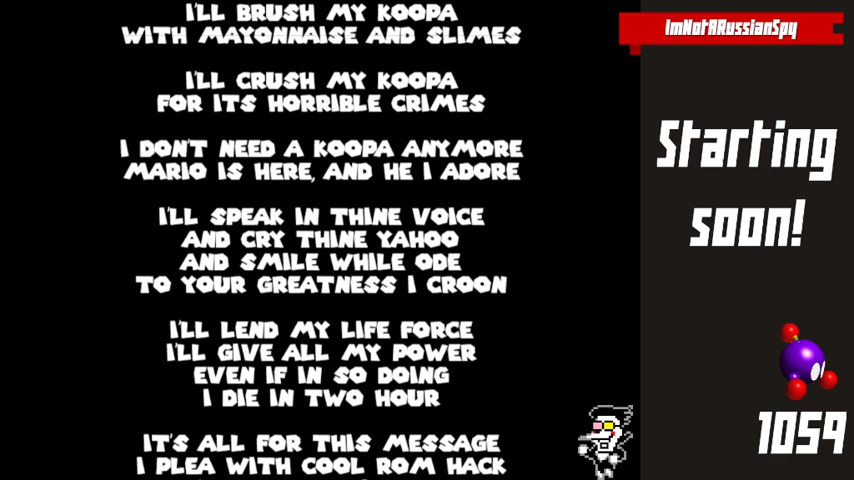 I'LL BRUSH MY KOOPA
WITH MAYONNAISE AND SLIMES
I'LL CRUSH MY KOOPA
FOR ITS HORRIBLE CRIMES
I DON'T NEED A KOOPA ANYMORE
MARIO IS HERE, AND HE I ADORE
I'LL SPEAK IN THINE VOICE
AND CRY THINE YAHOO
AND SMILE WHILE ODE
TO YOUR GREATNESS I CROON
I'LL LEND MY LIFE FORCE
I'LL GIVE ALL MY POWER
EVEN IF IN SO DOING
I DIE IN TWO HOUR
IT'S ALL FOR THIS MESSAGE
I PLEA WITH COOL ROM HACK
ImNotARussianSpy
Starting
soon!
1059